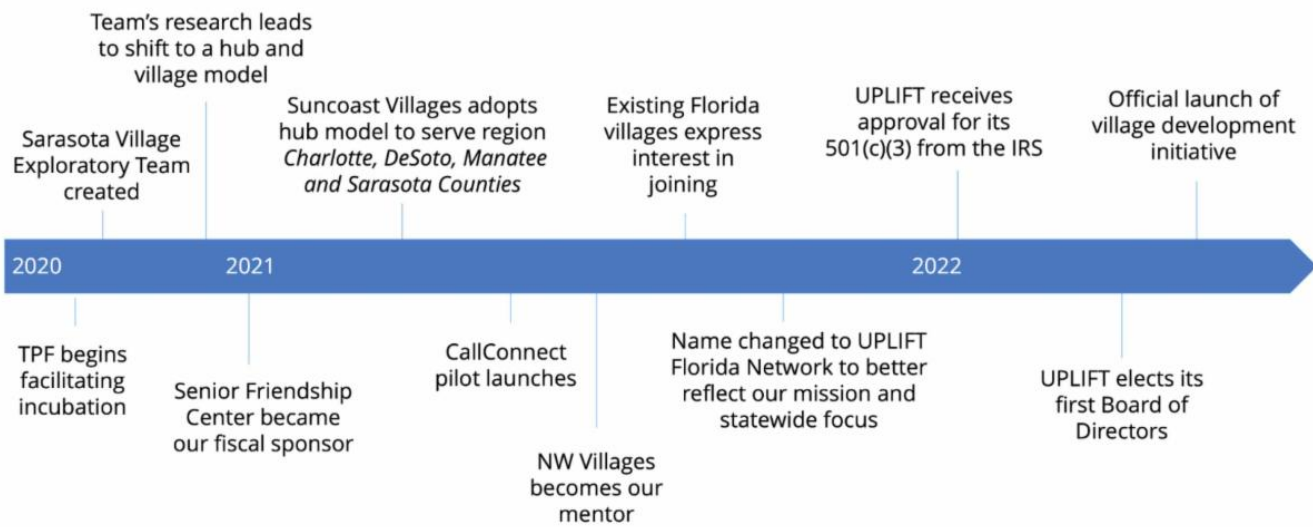 Team's research leads
to shift to a hub and
village model
Sarasota Village
Exploratory Team
created
Suncoast Villages adopts
hub model to serve region
Charlotte, DeSoto, Manatee
and Sarasota Counties
Existing Florida
villages express
interest in
joining
UPLIFT receives
approval for its
501(c)(3) from the IRS
Official launch of
village development
initiative
2020
2021
2022
TPF begins
facilitating
incubation
Senior Friendship
Center became
our fiscal sponsor
CallConnect
pilot launches
NW Villages
becomes our
mentor
Name changed to UPLIFT
Florida Network to better
reflect our mission and
statewide focus
UPLIFT elects its
first Board of
Directors